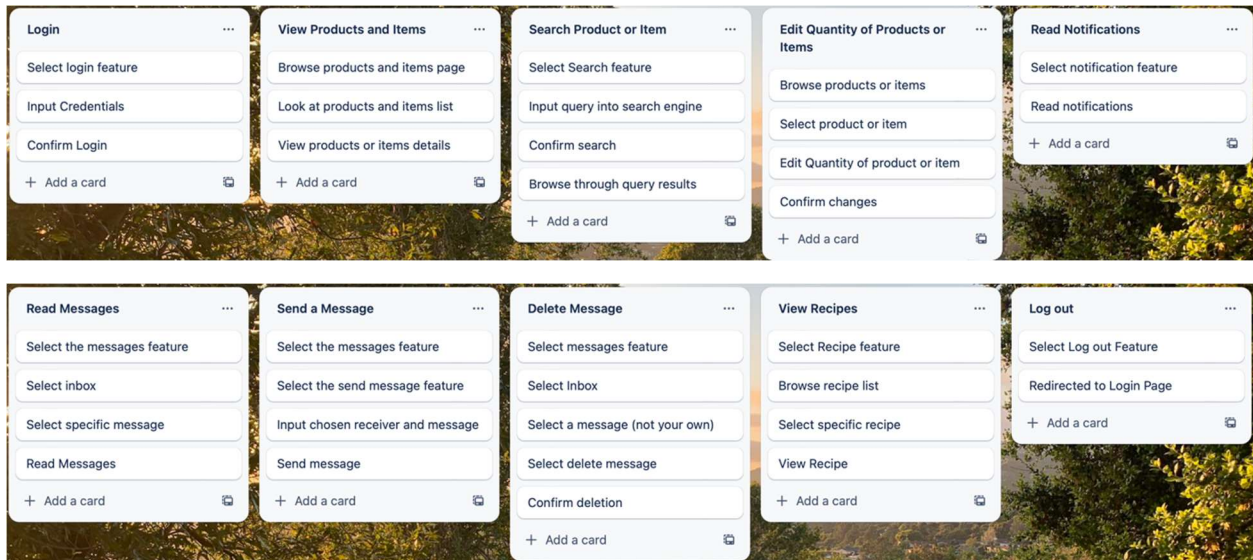 Login
Select login feature
Input Credentials
Confirm Login
+ Add a card
View Products and Items
Browse products and items page
Look at products and items list
View products or items details
+ Add a card
Search Product or Item
Select Search feature
Input query into search engine
Confirm search
Browse through query results
+ Add a card
Edit Quantity of Products or
Items
Browse products or items
Select product or item
Edit Quantity of product or item
Confirm changes
+ Add a card
Read Notifications
Select notification feature
Read notifications
+ Add a card
Read Messages
Select the messages feature
Select inbox
Select specific message
Read Messages
+ Add a card
Send a Message
Select the messages feature
Select the send message feature
Input chosen receiver and message
Send message
+ Add a card
Delete Message
Select messages feature
Select Inbox
Select a message (not your own)
Select delete message
Confirm deletion
+ Add a card
View Recipes
Select Recipe feature
Browse recipe list
Select specific recipe
View Recipe
+ Add a card
Log out
Select Log out Feature
Redirected to Login Page
+ Add a card